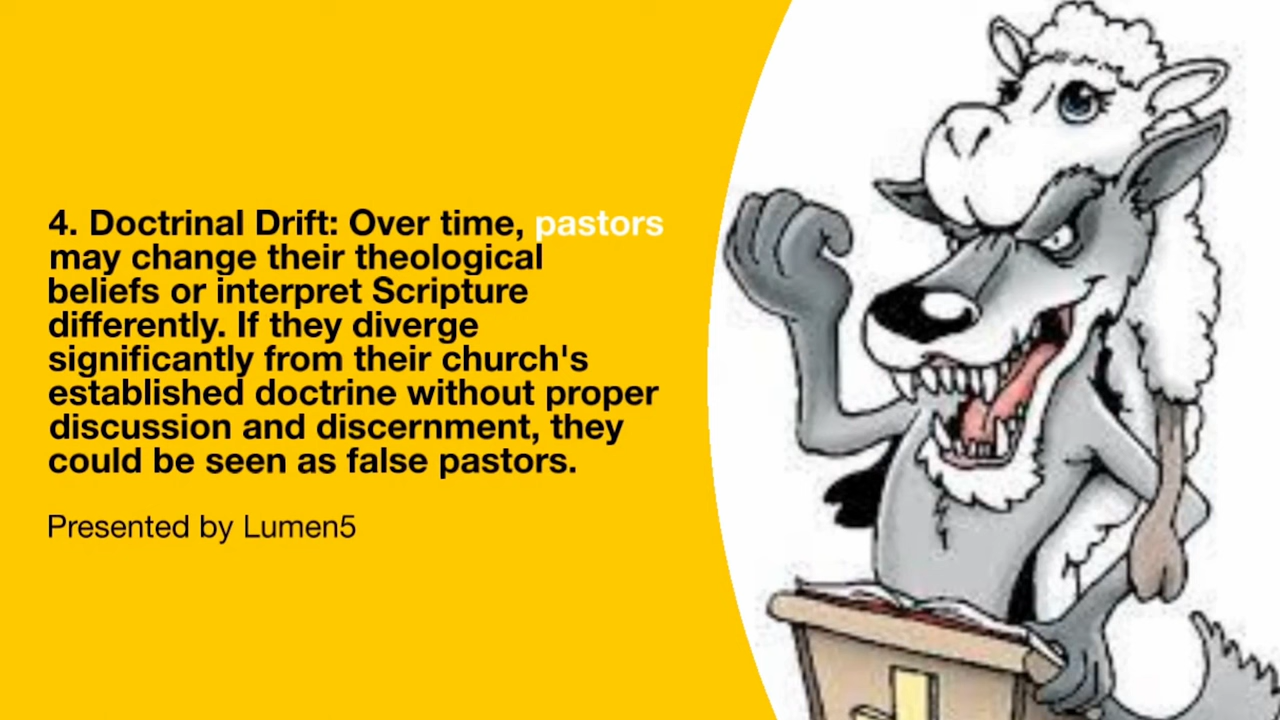 4. Doctrinal Drift: Over time, pastors
may change their theological
beliefs or interpret Scripture
differently. If they diverge
significantly from their church's
established doctrine without proper
discussion and discernment, they
could be seen as false pastors.
Presented by Lumen5